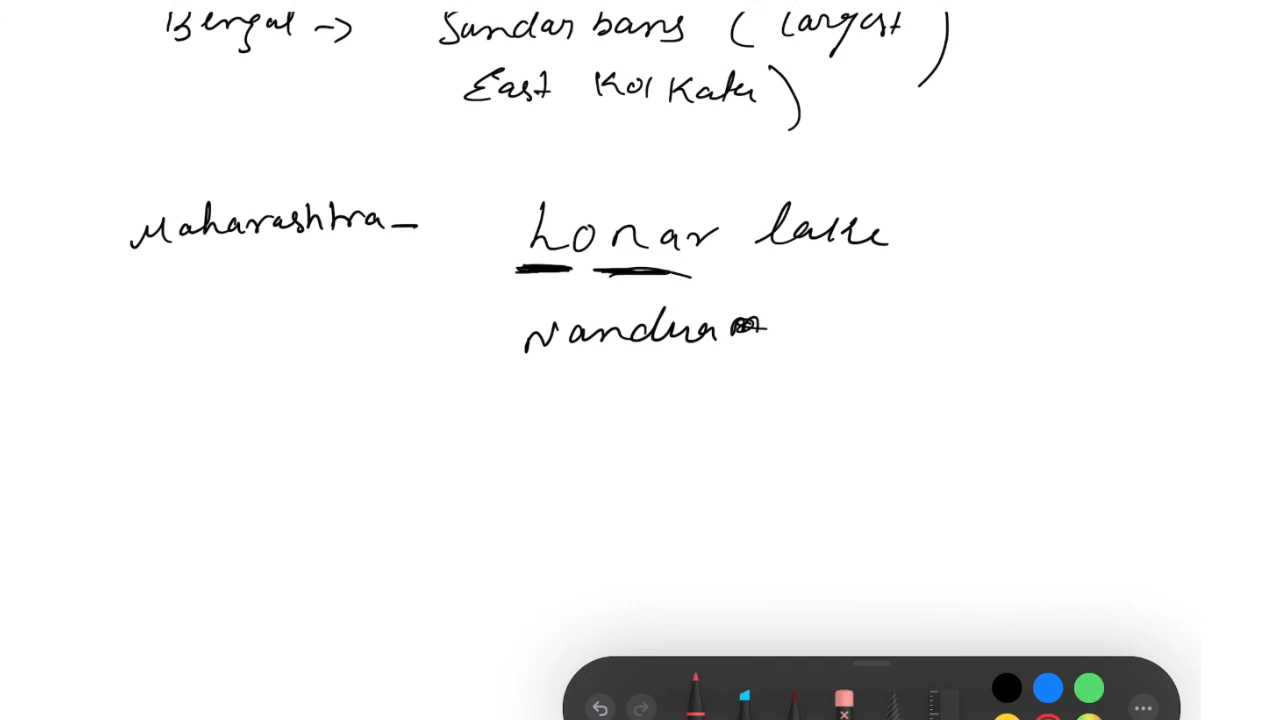 Bengal → Sundarbans (Largest)
East Kolkata)
Maharashtra - Lonar lake
Nandur